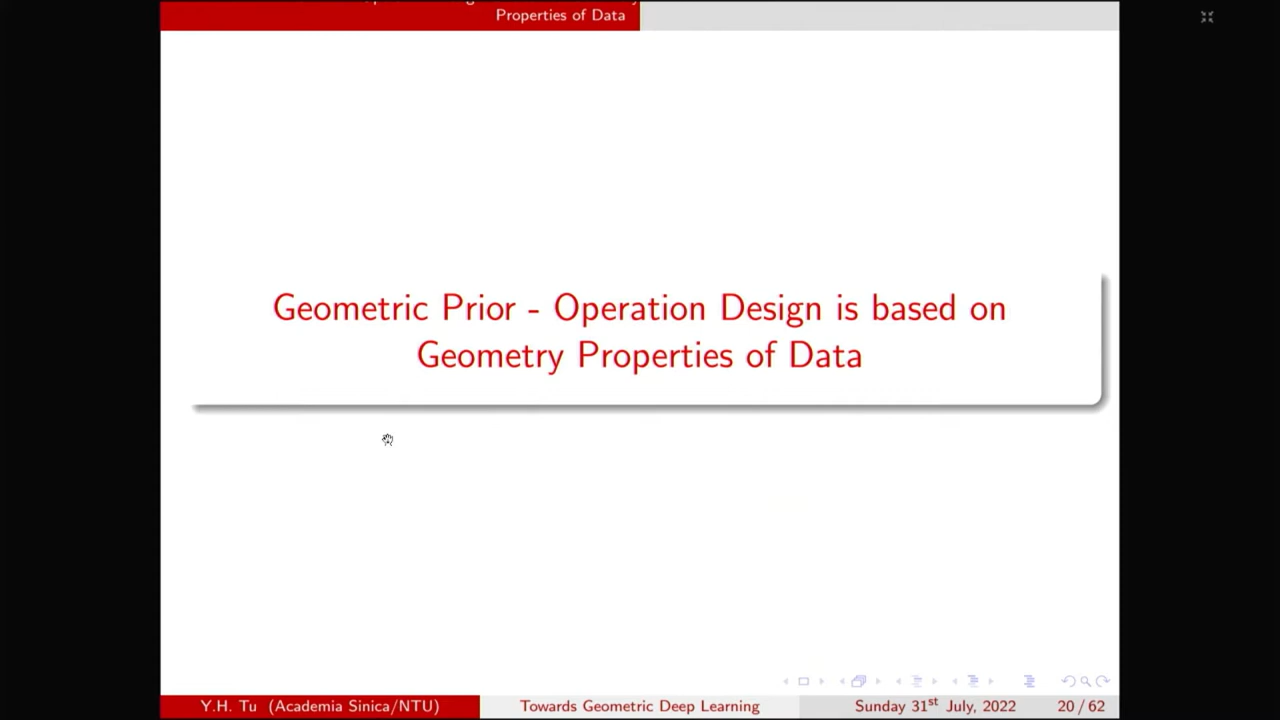 Properties of Data
Geometric Prior - Operation Design is based on
Geometry Properties of Data
Y.H. Tu (Academia Sinica/NTU)
Towards Geometric Deep Learning
Sunday 31st July, 2022
20 / 62